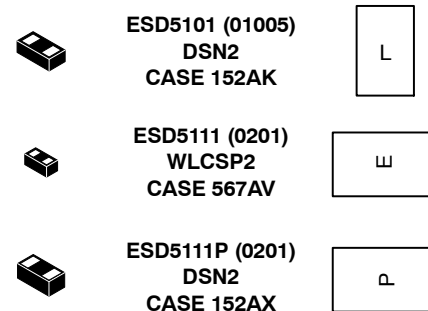 ESD5101 (01005)
DSN2
CASE 152AK
L
ESD5111 (0201)
WLCSP2
CASE 567AV
E
ESD5111P (0201)
DSN2
CASE 152AX
P